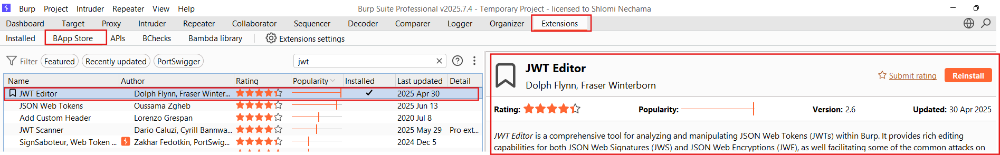 Burp Project Intruder Repeater View Help Burp Suite Professional v2025.7.4 - Temporary Project - licensed to Shlomi Nechama
Dashboard Target Proxy Intruder Repeater Collaborator Sequencer Decoder Comparer Logger Organizer Extensions
Installed BApp Store APIs BChecks Bambda library Extensions settings
Filter Featured Recently updated PortSwigger jwt
Name Author Rating Popularity Installed Last updated Detail
JWT Editor Dolph Flynn, Fraser Winter... 2025 Apr 30
JSON Web Tokens Oussama Zgheb 2025 Jun 13
Add Custom Header Lorenzo Grespan 2020 Jul 8
JWT Scanner Dario Caluzi, Cyrill Bannwa... 2025 May 29 Pro ext...
SignSaboteur, Web Token ... Zakhar Fedotkin, PortSwig... 2024 Dec 5
JWT Editor
Dolph Flynn, Fraser Winterborn
Submit rating Reinstall
Rating: Popularity: Version: 2.6 Updated: 30 Apr 2025
JWT Editor is a comprehensive tool for analyzing and manipulating JSON Web Tokens (JWTs) within Burp. It provides rich editing
capabilities for both JSON Web Signatures (JWS) and JSON Web Encryptions (JWE), as well facilitating some of the common attacks on